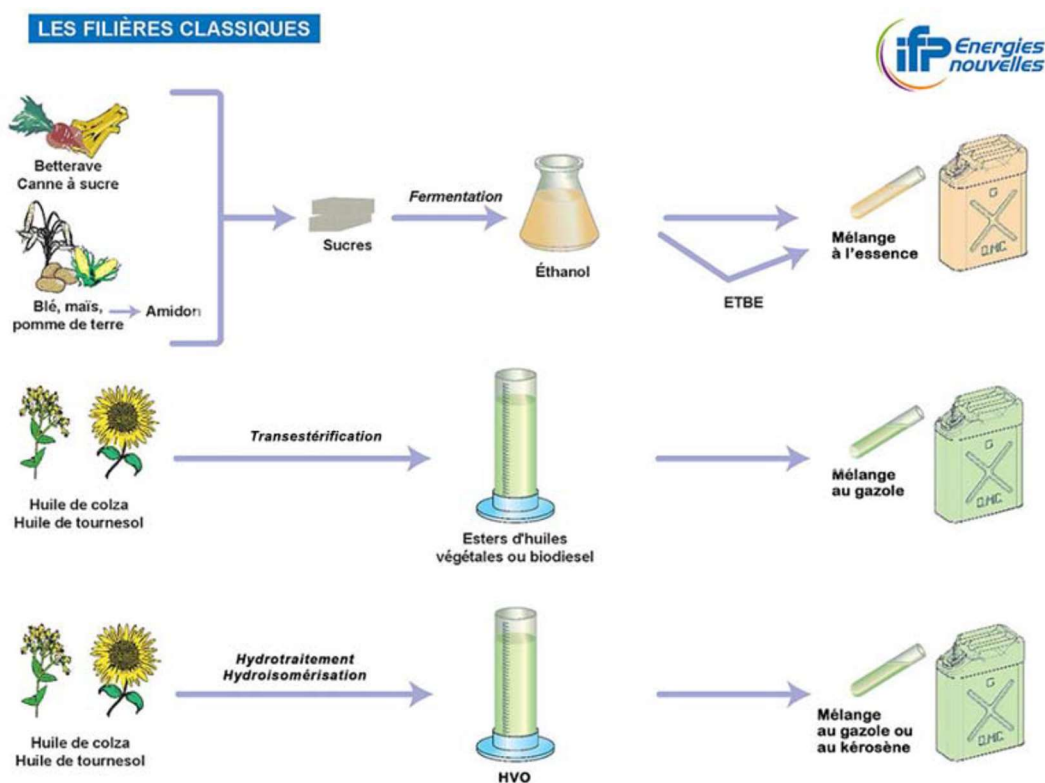 LES FILIÈRES CLASSIQUES
ifp Energies
nouvelles
Betterave
Canne à sucre
Blé, maïs,
pomme de terre
Amidon
Sucres
Fermentation
Éthanol
ETBE
Mélange
à l'essence
G
Q.M.C.
Huile de colza
Huile de tournesol
Transestérification
Esters d'huiles
végétales ou biodiesel
Mélange
au gazole
G
Q.M.C.
Huile de colza
Huile de tournesol
Hydrotraitement
Hydroisomérisation
HVO
Mélange
au gazole ou
au kérosène
G
Q.M.C.